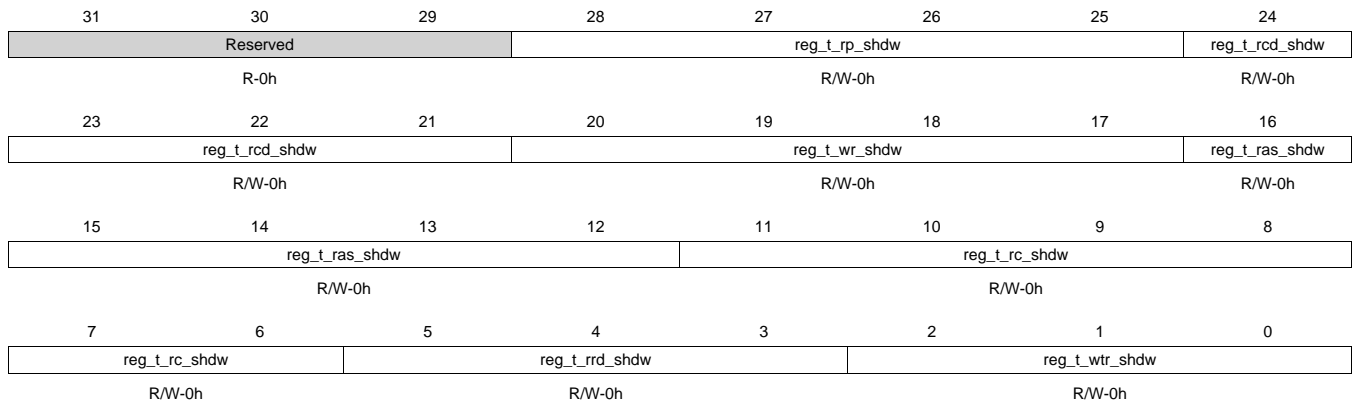 31 30 29 28 27 26 25 24
Reserved reg_t_rp_shdw reg_t_rcd_shdw
R-0h R/W-0h R/W-0h
23 22 21 20 19 18 17 16
reg_t_rcd_shdw reg_t_wr_shdw reg_t_ras_shdw
R/W-0h R/W-0h R/W-0h
15 14 13 12 11 10 9 8
reg_t_ras_shdw reg_t_rc_shdw
R/W-0h R/W-0h
7 6 5 4 3 2 1 0
reg_t_rc_shdw reg_t_rrd_shdw reg_t_wtr_shdw
R/W-0h R/W-0h R/W-0h